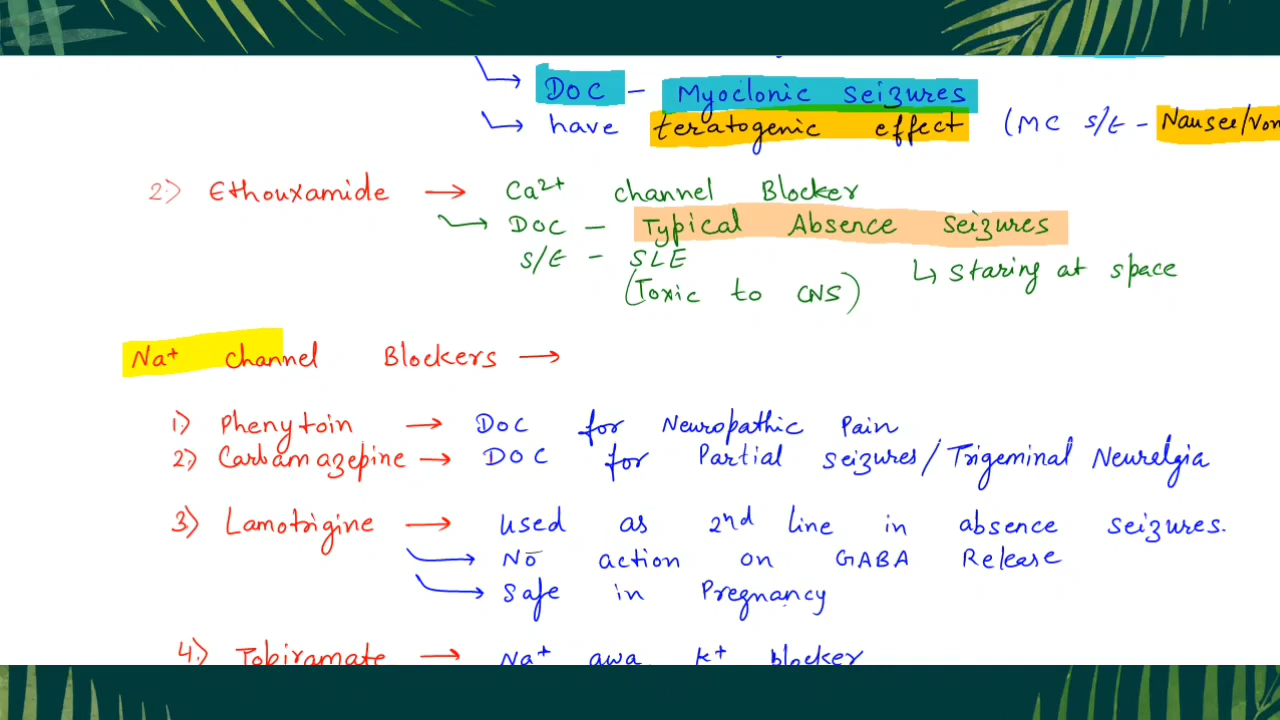 DOC - Myoclonic seizures
have teratogenic effect (MC S/E - Nausee/Vom
2.) Ethouxamide → Ca2+ channel Blocker
DOC - Typical Absence seizures
S/E - SLE ↳ staring at space
(Toxic to CNS)
Na+ channel Blockers →
1.) Phenytoin → DOC for Neuropathic Pain
2.) Carbamazepine → DOC for Partial seizures/Trigeminal Neurelgia
3.) Lamotrigine → used as 2nd line in absence seizures.
No action on GABA Release
Safe in Pregnancy
4.) Topiramate → Na+ awa K+ blocker